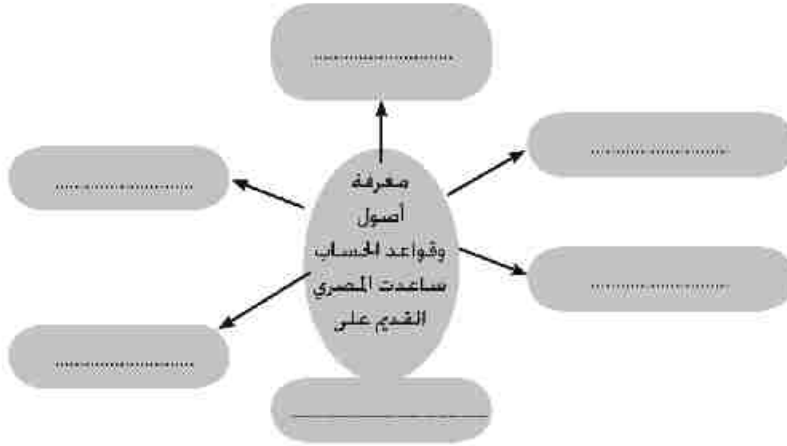 معرفة
أصول
وقواعد الحساب
ساعدت المصري
القديم على